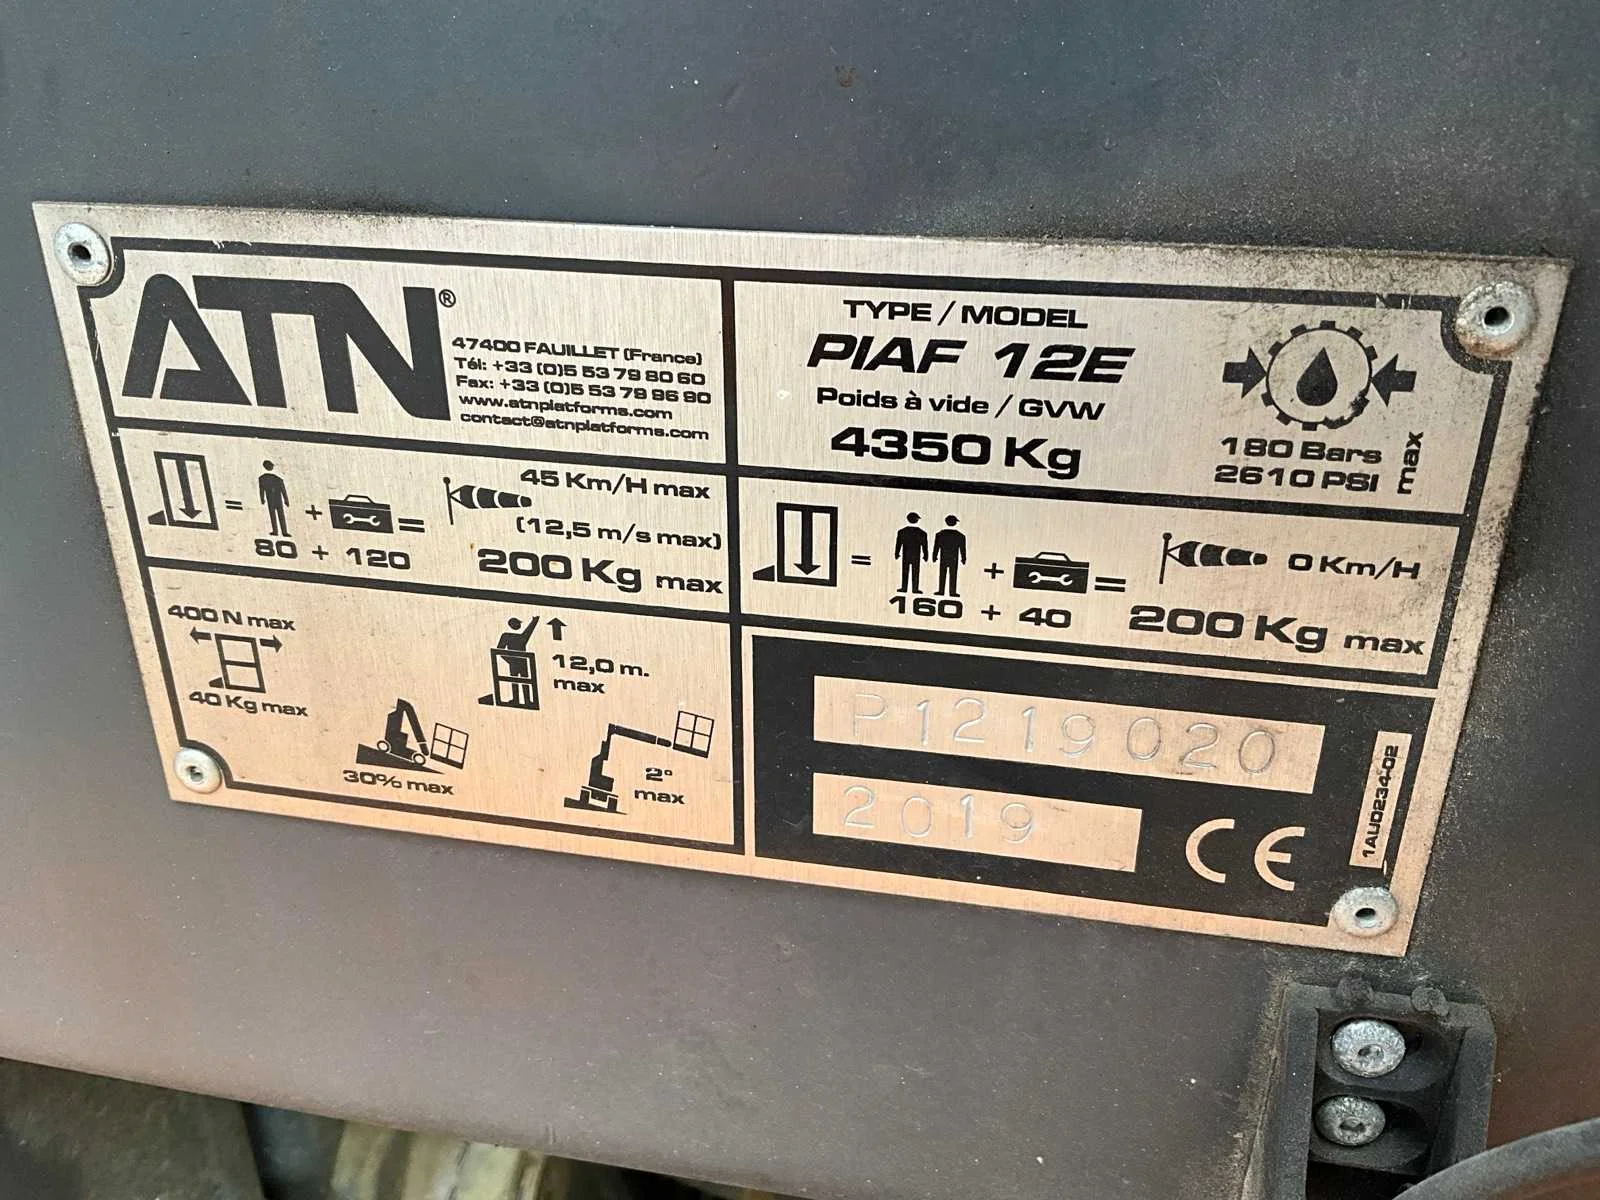 ATN®
47400 FAUILLET (France)
Tél: +33 (0)5 53 79 80 60
Fax: +33 (0)5 53 79 96 90
www.atnplatforms.com
contact@atnplatforms.com
TYPE / MODEL
PIAF 12E
Poids à vide / GVW
4350 Kg
180 Bars
2610 PSI
max
= + =
80 + 120
45 Km/H max
(12,5 m/s max)
200 Kg max
= + =
160 + 40
0 Km/H
200 Kg max
400 N max
40 Kg max
12,0 m.
max
30% max
2°
max
P1219020
2019
CE
1AU0234-02